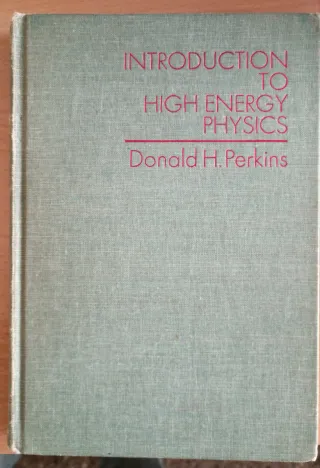 INTRODUCTION
TO
HIGH ENERGY
PHYSICS
Donald H. Perkins